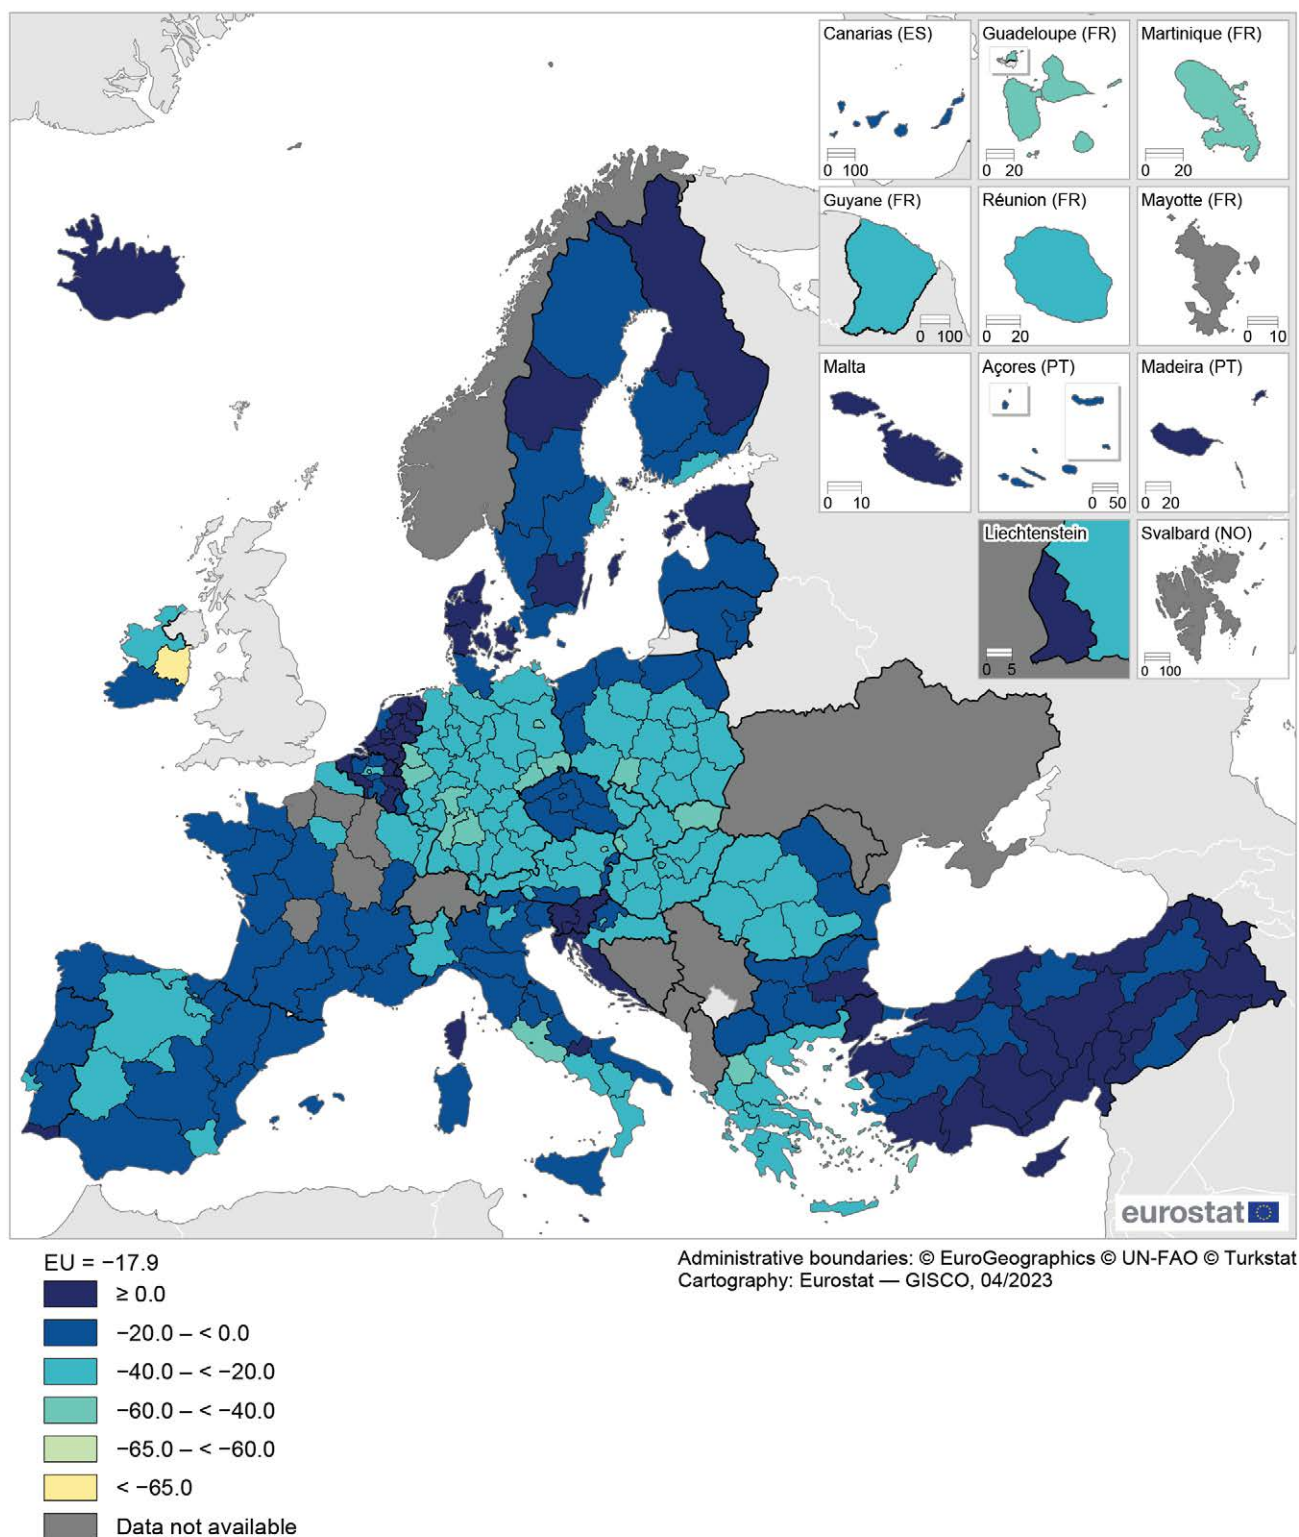 Canarias (ES)
0 100
Guadeloupe (FR)
0 20
Martinique (FR)
0 20
Guyane (FR)
0 100
Réunion (FR)
0 20
Mayotte (FR)
0 10
Malta
0 10
Açores (PT)
0 50
Madeira (PT)
0 20
Liechtenstein
0 5
Svalbard (NO)
0 100
eurostat
EU = −17.9
≥ 0.0
−20.0 – < 0.0
−40.0 – < −20.0
−60.0 – < −40.0
−65.0 – < −60.0
< −65.0
Data not available
Administrative boundaries: © EuroGeographics © UN-FAO © Turkstat
Cartography: Eurostat — GISCO, 04/2023